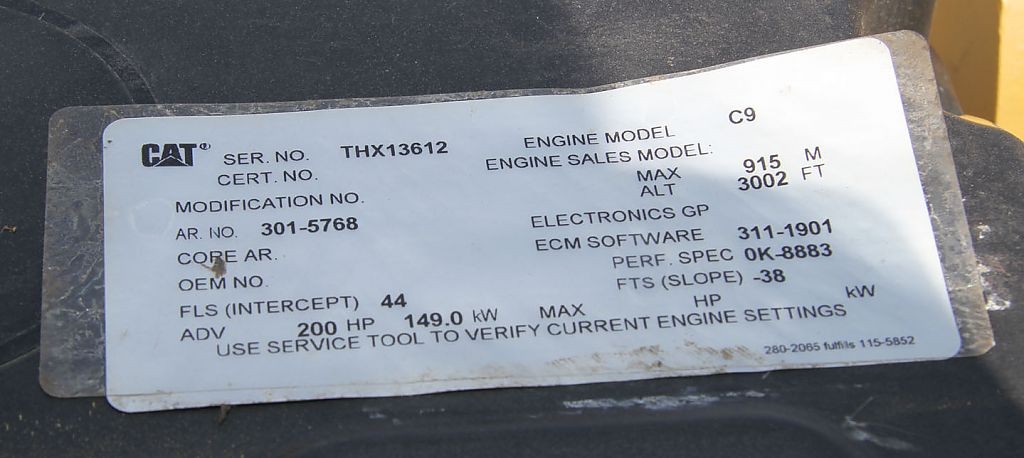 CAT® SER. NO. THX13612 ENGINE MODEL C9
CERT. NO. ENGINE SALES MODEL:
MODIFICATION NO. MAX ALT 915 M 3002 FT
AR. NO. 301-5768 ELECTRONICS GP
CORE AR. ECM SOFTWARE 311-1901
OEM NO. PERF. SPEC 0K-8883
FLS (INTERCEPT) 44 FTS (SLOPE) -38
ADV 200 HP 149.0 kW MAX HP kW
USE SERVICE TOOL TO VERIFY CURRENT ENGINE SETTINGS
280-2065 fulfills 115-5852